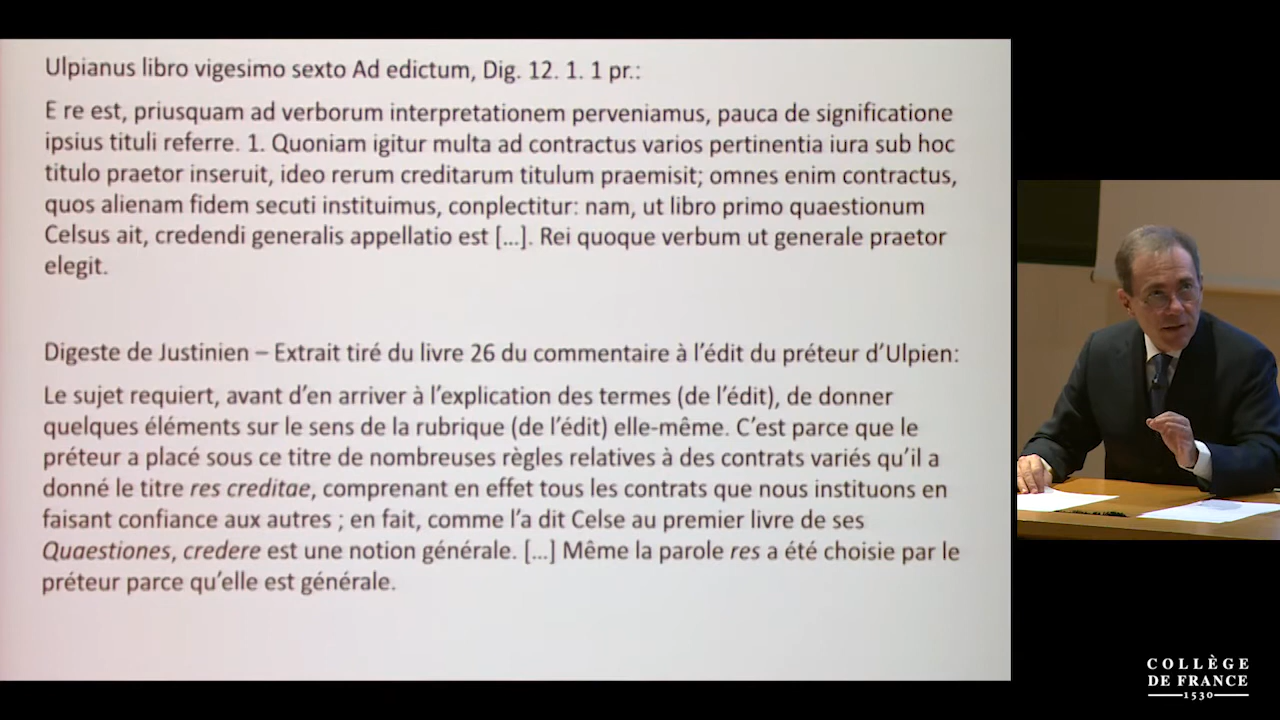 Ulpianus libro vigesimo sexto Ad edictum, Dig. 12. 1. 1 pr.:
E re est, priusquam ad verborum interpretationem perveniamus, pauca de significatione
ipsius tituli referre. 1. Quoniam igitur multa ad contractus varios pertinentia iura sub hoc
titulo praetor inseruit, ideo rerum creditarum titulum praemisit; omnes enim contractus,
quos alienam fidem secuti instituimus, conplectitur: nam, ut libro primo quaestionum
Celsus ait, credendi generalis appellatio est [...]. Rei quoque verbum ut generale praetor
elegit.
Digeste de Justinien – Extrait tiré du livre 26 du commentaire à l’édit du préteur d’Ulpien:
Le sujet requiert, avant d’en arriver à l’explication des termes (de l’édit), de donner
quelques éléments sur le sens de la rubrique (de l’édit) elle-même. C’est parce que le
préteur a placé sous ce titre de nombreuses règles relatives à des contrats variés qu’il a
donné le titre res creditae, comprenant en effet tous les contrats que nous instituons en
faisant confiance aux autres ; en fait, comme l’a dit Celse au premier livre de ses
Quaestiones, credere est une notion générale. [...] Même la parole res a été choisie par le
préteur parce qu’elle est générale.
COLLÈGE
DE FRANCE
1530